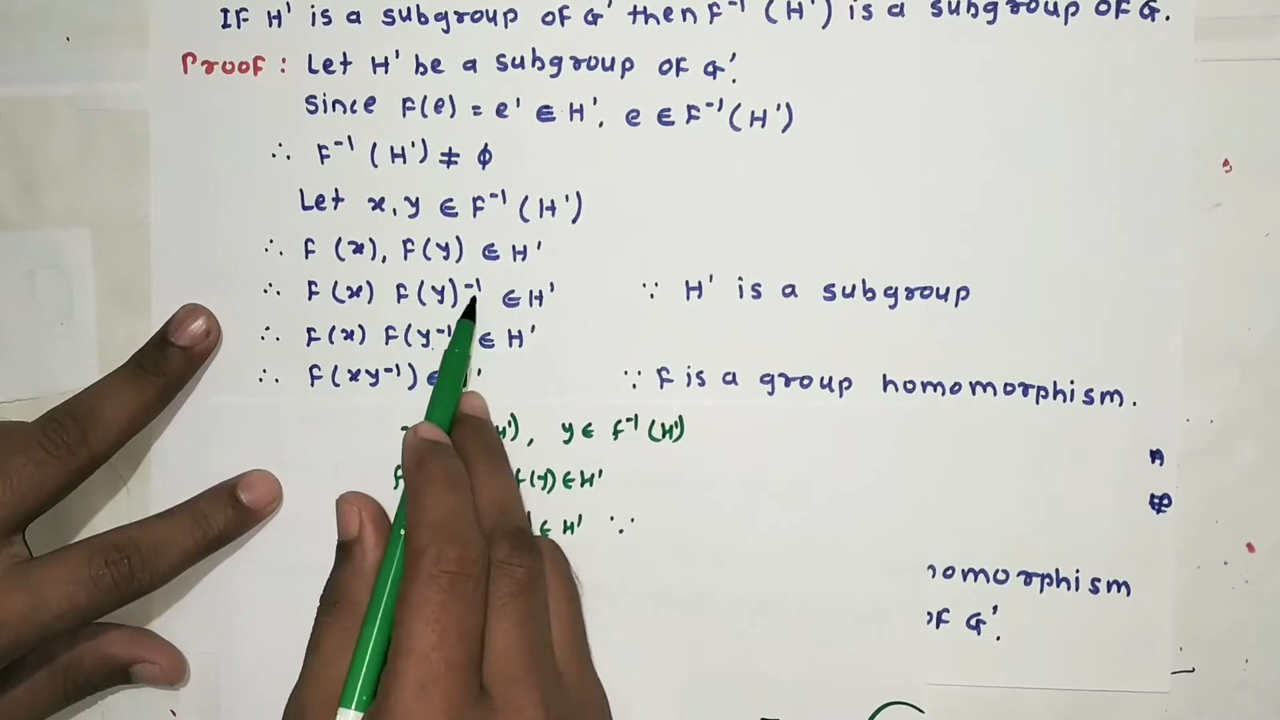 If H' is a subgroup of G' then F⁻¹ (H') is a subgroup of G.
Proof: Let H' be a subgroup of G'.
Since F(e) = e' ∈ H', e ∈ F⁻¹(H')
∴ F⁻¹ (H') ≠ ϕ
Let x, y ∈ F⁻¹ (H')
∴ F (x), F(y) ∈ H'
∴ F(x) F(y)⁻¹ ∈ H' ∵ H' is a subgroup
∴ F(x) F(y⁻¹ ∈ H'
∴ F(xy⁻¹) ∈ ' ∵ F is a group homomorphism.
H'), y ∈ f⁻¹ (H')
f(y) ∈ H'
∈ H' ∵
omorphism
of G'.